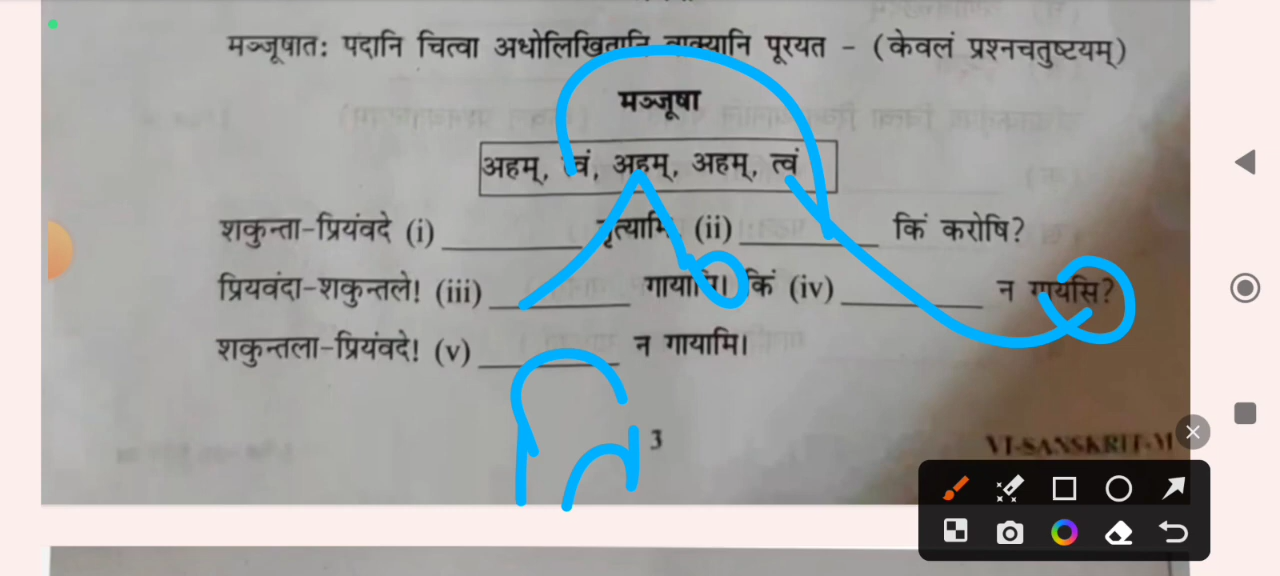 मञ्जूषातः पदानि चित्वा अधोलिखितानि वाक्यानि पूरयत - (केवलं प्रश्नचतुष्टयम्)
मञ्जूषा
अहम्, त्वं, अहम्, अहम्, त्वं
शकुन्ता-प्रियंवदे (i) ________ नृत्यामि। (ii) ________ किं करोषि?
प्रियवंदा-शकुन्तले! (iii) ________ गायामि। किं (iv) ________ न गायसि?
शकुन्तला-प्रियंवदे! (v) ________ न गायामि।
3
VI-SANSKRIT-M